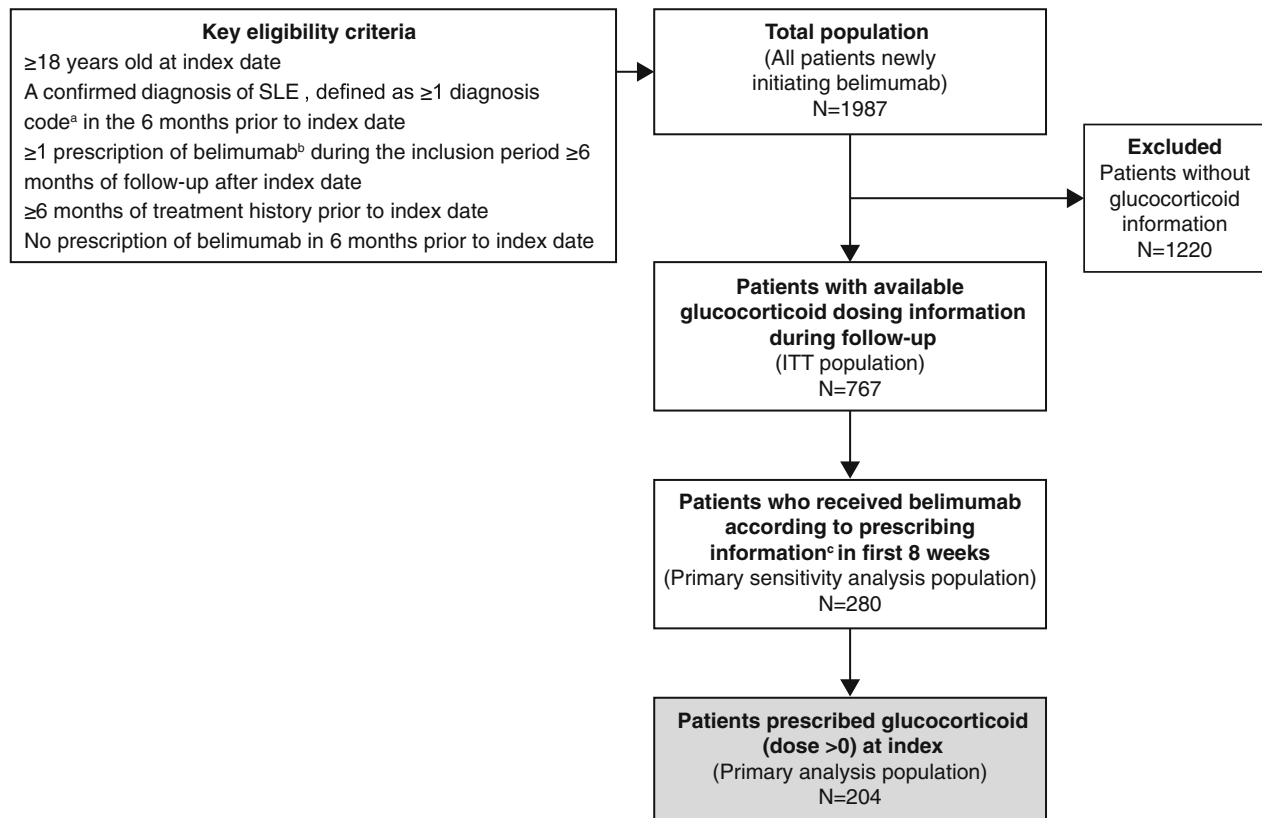 Key eligibility criteria
≥18 years old at index date
A confirmed diagnosis of SLE , defined as ≥1 diagnosis
codeᵃ in the 6 months prior to index date
≥1 prescription of belimumabᵇ during the inclusion period ≥6
months of follow-up after index date
≥6 months of treatment history prior to index date
No prescription of belimumab in 6 months prior to index date
Total population
(All patients newly
initiating belimumab)
N=1987
Excluded
Patients without
glucocorticoid
information
N=1220
Patients with available
glucocorticoid dosing information
during follow-up
(ITT population)
N=767
Patients who received belimumab
according to prescribing
informationᶜ in first 8 weeks
(Primary sensitivity analysis population)
N=280
Patients prescribed glucocorticoid
(dose >0) at index
(Primary analysis population)
N=204